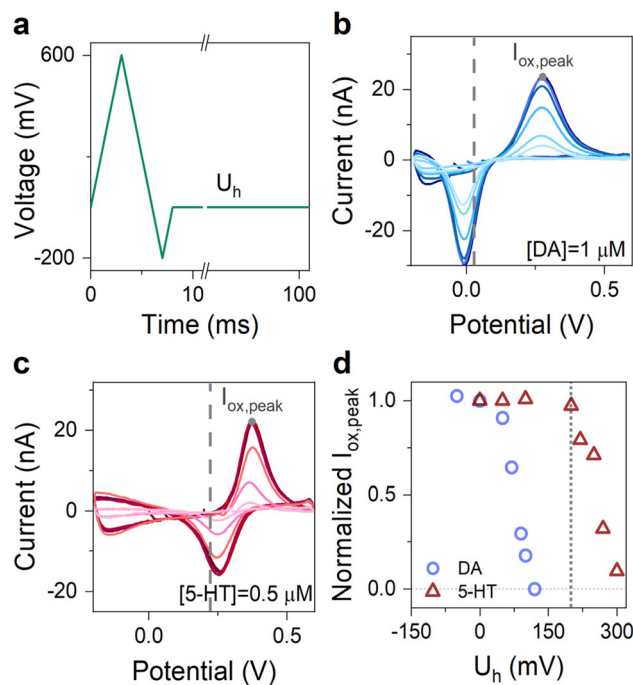 a
600
-200
Voltage (mV)
U_h
0
10
100
Time (ms)
b
I_ox,peak
20
0
-20
Current (nA)
[DA]=1 μM
0.0
0.5
Potential (V)
c
I_ox,peak
20
0
-20
Current (nA)
[5-HT]=0.5 μM
0.0
0.5
Potential (V)
d
1.0
0.5
0.0
Normalized I_ox,peak
DA
5-HT
-150
0
150
300
U_h (mV)